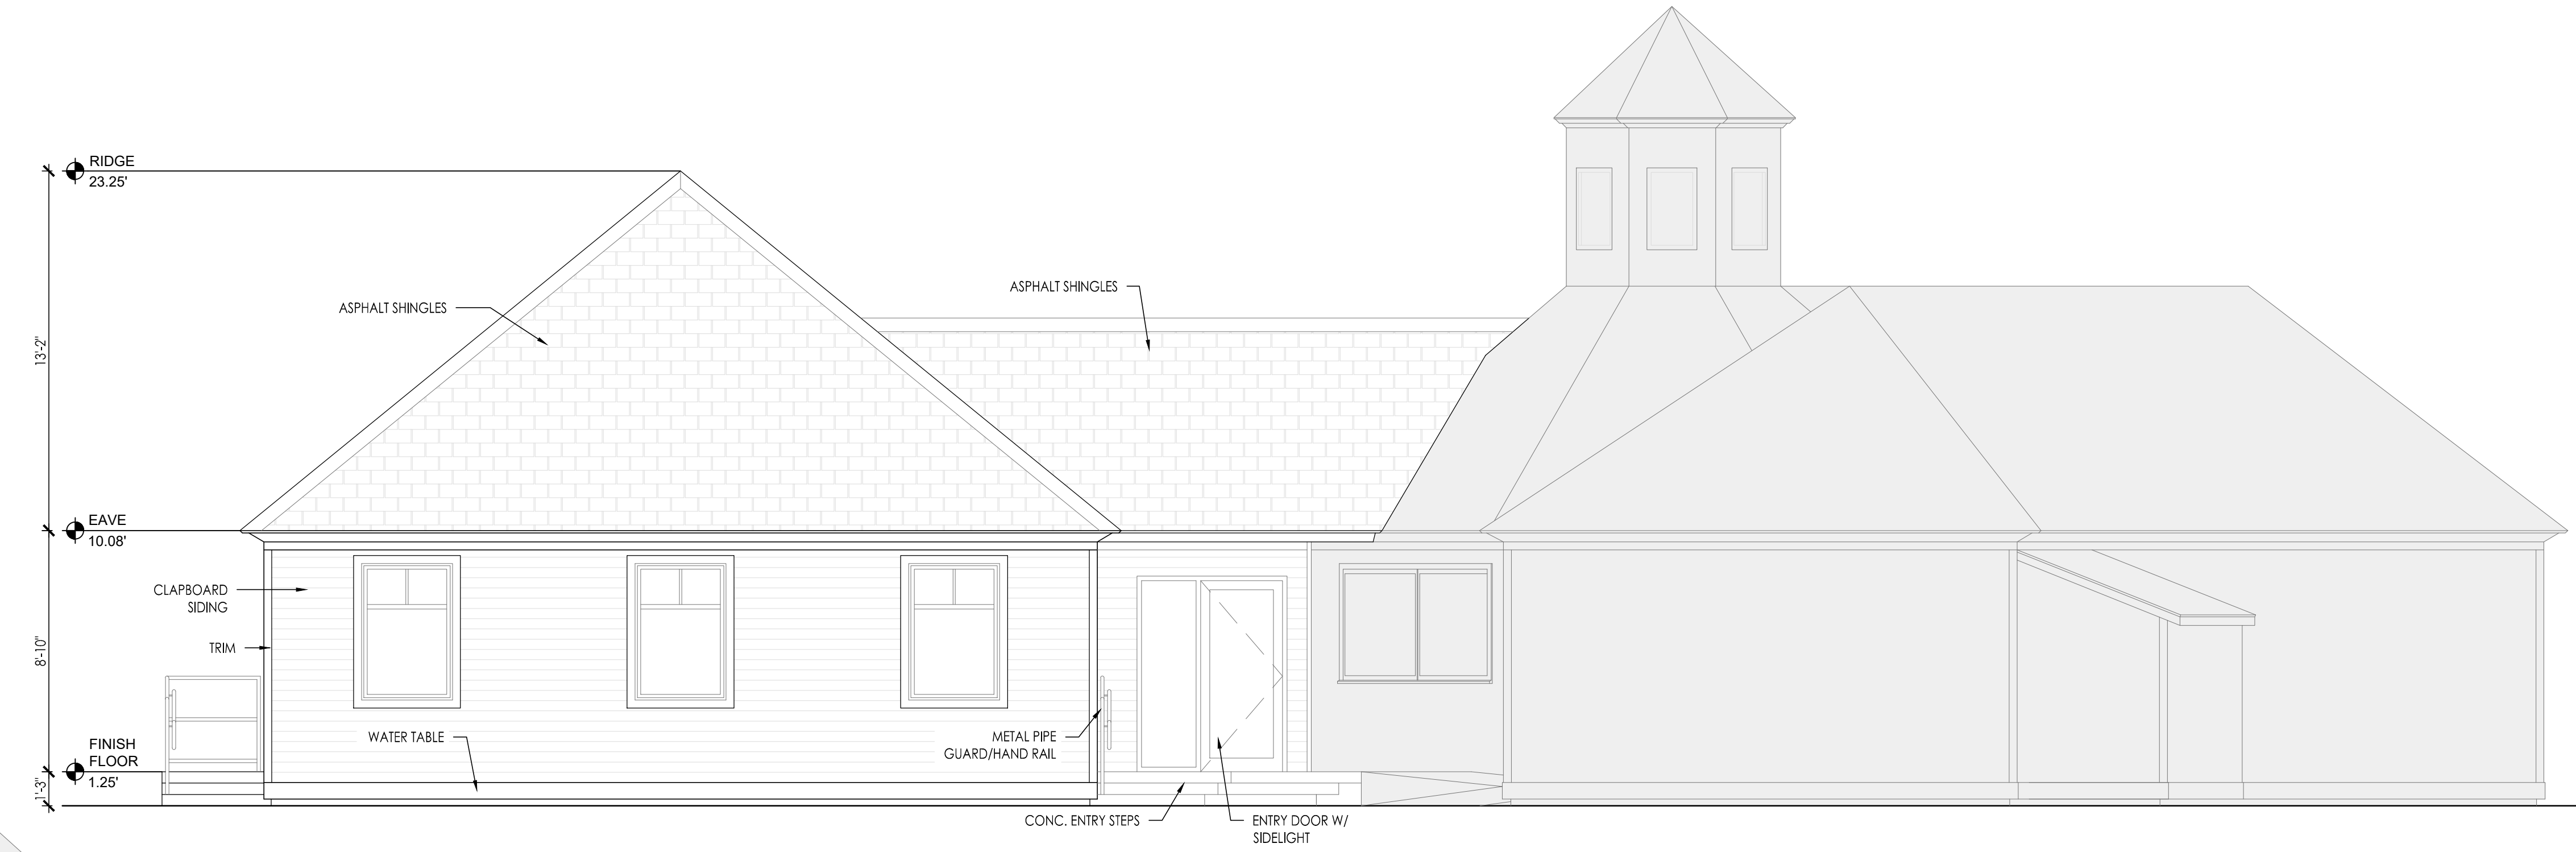 RIDGE
23.25'
13'-2"
ASPHALT SHINGLES
ASPHALT SHINGLES
EAVE
10.08'
8'-10"
CLAPBOARD
SIDING
TRIM
WATER TABLE
METAL PIPE
GUARD/HAND RAIL
FINISH
FLOOR
1.25'
1'-3"
CONC. ENTRY STEPS
ENTRY DOOR W/
SIDELIGHT